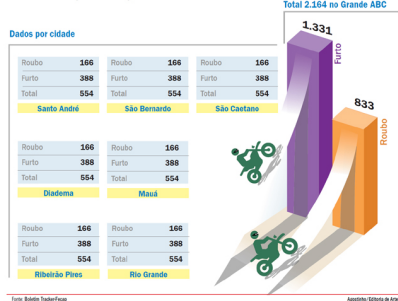 Total 2.164 no Grande ABC
Dados por cidade
Roubo 166
Furto 388
Total 554
Santo André
Roubo 166
Furto 388
Total 554
São Bernardo
Roubo 166
Furto 388
Total 554
São Caetano
Roubo 166
Furto 388
Total 554
Diadema
Roubo 166
Furto 388
Total 554
Mauá
Roubo 166
Furto 388
Total 554
Ribeirão Pires
Roubo 166
Furto 388
Total 554
Rio Grande
1.331
Furto
833
Roubo
Fonte: Boletim Tracker-Fecap
Agostinho/Editoria de Arte